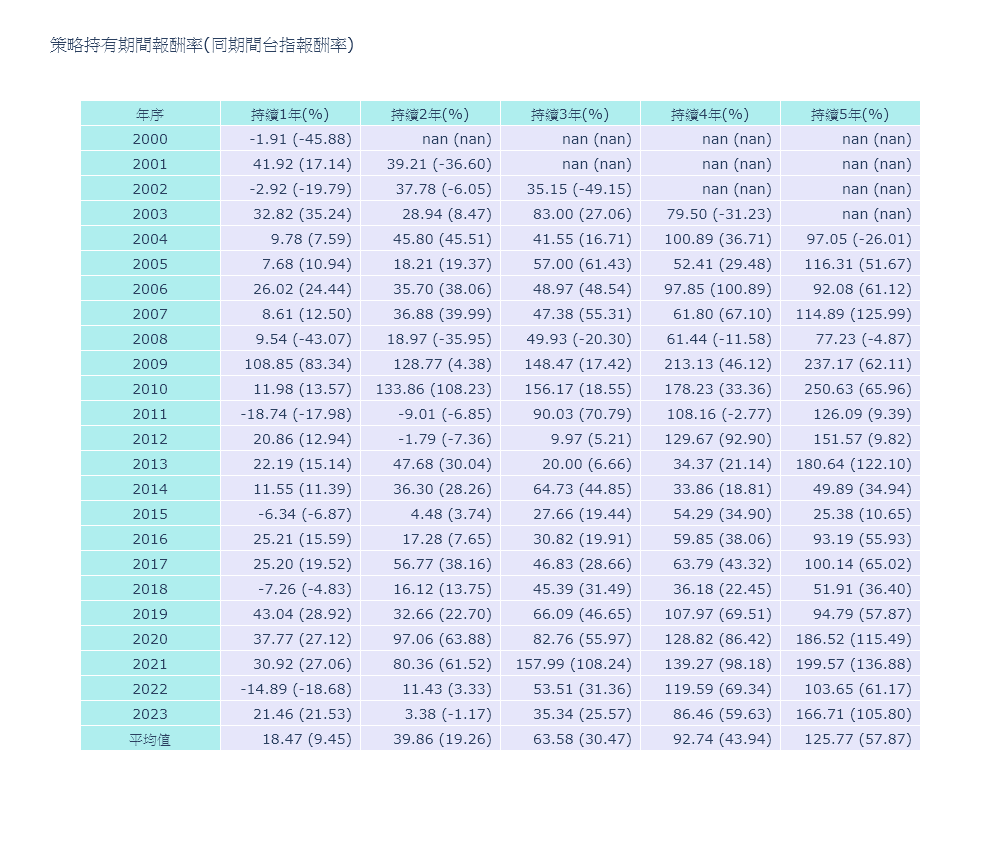 策略持有期間報酬率(同期間台指報酬率)
年序 持續1年(%) 持續2年(%) 持續3年(%) 持續4年(%) 持續5年(%)
2000 -1.91 (-45.88) nan (nan) nan (nan) nan (nan) nan (nan)
2001 41.92 (17.14) 39.21 (-36.60) nan (nan) nan (nan) nan (nan)
2002 -2.92 (-19.79) 37.78 (-6.05) 35.15 (-49.15) nan (nan) nan (nan)
2003 32.82 (35.24) 28.94 (8.47) 83.00 (27.06) 79.50 (-31.23) nan (nan)
2004 9.78 (7.59) 45.80 (45.51) 41.55 (16.71) 100.89 (36.71) 97.05 (-26.01)
2005 7.68 (10.94) 18.21 (19.37) 57.00 (61.43) 52.41 (29.48) 116.31 (51.67)
2006 26.02 (24.44) 35.70 (38.06) 48.97 (48.54) 97.85 (100.89) 92.08 (61.12)
2007 8.61 (12.50) 36.88 (39.99) 47.38 (55.31) 61.80 (67.10) 114.89 (125.99)
2008 9.54 (-43.07) 18.97 (-35.95) 49.93 (-20.30) 61.44 (-11.58) 77.23 (-4.87)
2009 108.85 (83.34) 128.77 (4.38) 148.47 (17.42) 213.13 (46.12) 237.17 (62.11)
2010 11.98 (13.57) 133.86 (108.23) 156.17 (18.55) 178.23 (33.36) 250.63 (65.96)
2011 -18.74 (-17.98) -9.01 (-6.85) 90.03 (70.79) 108.16 (-2.77) 126.09 (9.39)
2012 20.86 (12.94) -1.79 (-7.36) 9.97 (5.21) 129.67 (92.90) 151.57 (9.82)
2013 22.19 (15.14) 47.68 (30.04) 20.00 (6.66) 34.37 (21.14) 180.64 (122.10)
2014 11.55 (11.39) 36.30 (28.26) 64.73 (44.85) 33.86 (18.81) 49.89 (34.94)
2015 -6.34 (-6.87) 4.48 (3.74) 27.66 (19.44) 54.29 (34.90) 25.38 (10.65)
2016 25.21 (15.59) 17.28 (7.65) 30.82 (19.91) 59.85 (38.06) 93.19 (55.93)
2017 25.20 (19.52) 56.77 (38.16) 46.83 (28.66) 63.79 (43.32) 100.14 (65.02)
2018 -7.26 (-4.83) 16.12 (13.75) 45.39 (31.49) 36.18 (22.45) 51.91 (36.40)
2019 43.04 (28.92) 32.66 (22.70) 66.09 (46.65) 107.97 (69.51) 94.79 (57.87)
2020 37.77 (27.12) 97.06 (63.88) 82.76 (55.97) 128.82 (86.42) 186.52 (115.49)
2021 30.92 (27.06) 80.36 (61.52) 157.99 (108.24) 139.27 (98.18) 199.57 (136.88)
2022 -14.89 (-18.68) 11.43 (3.33) 53.51 (31.36) 119.59 (69.34) 103.65 (61.17)
2023 21.46 (21.53) 3.38 (-1.17) 35.34 (25.57) 86.46 (59.63) 166.71 (105.80)
平均值 18.47 (9.45) 39.86 (19.26) 63.58 (30.47) 92.74 (43.94) 125.77 (57.87)